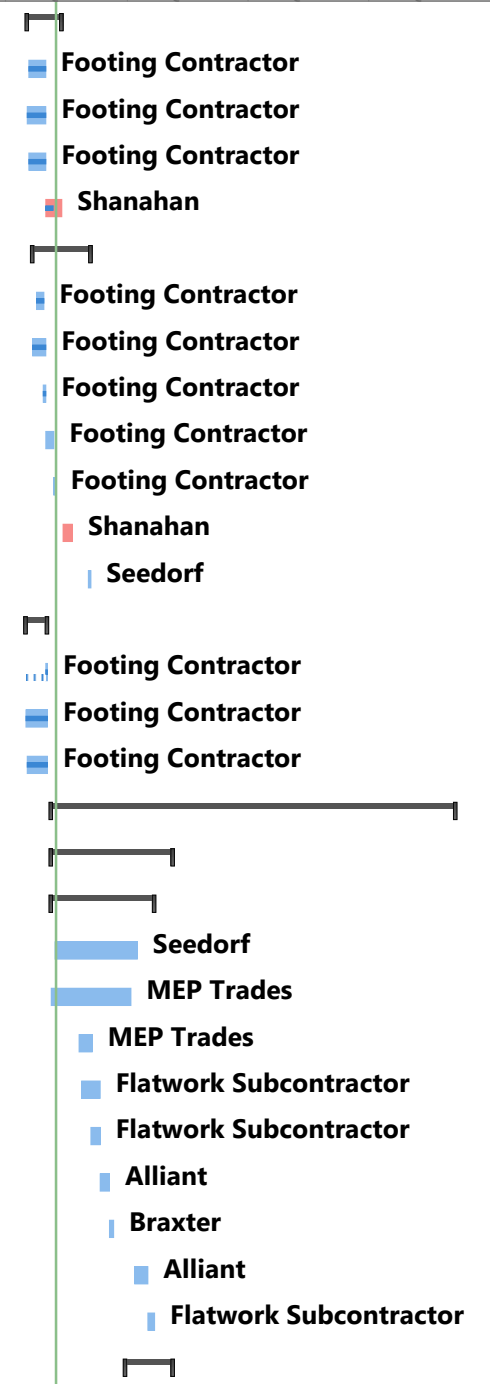 Footing Contractor
Footing Contractor
Footing Contractor
Shanahan
Footing Contractor
Footing Contractor
Footing Contractor
Footing Contractor
Footing Contractor
Shanahan
Seedorf
Footing Contractor
Footing Contractor
Footing Contractor
Seedorf
MEP Trades
MEP Trades
Flatwork Subcontractor
Flatwork Subcontractor
Alliant
Braxter
Alliant
Flatwork Subcontractor